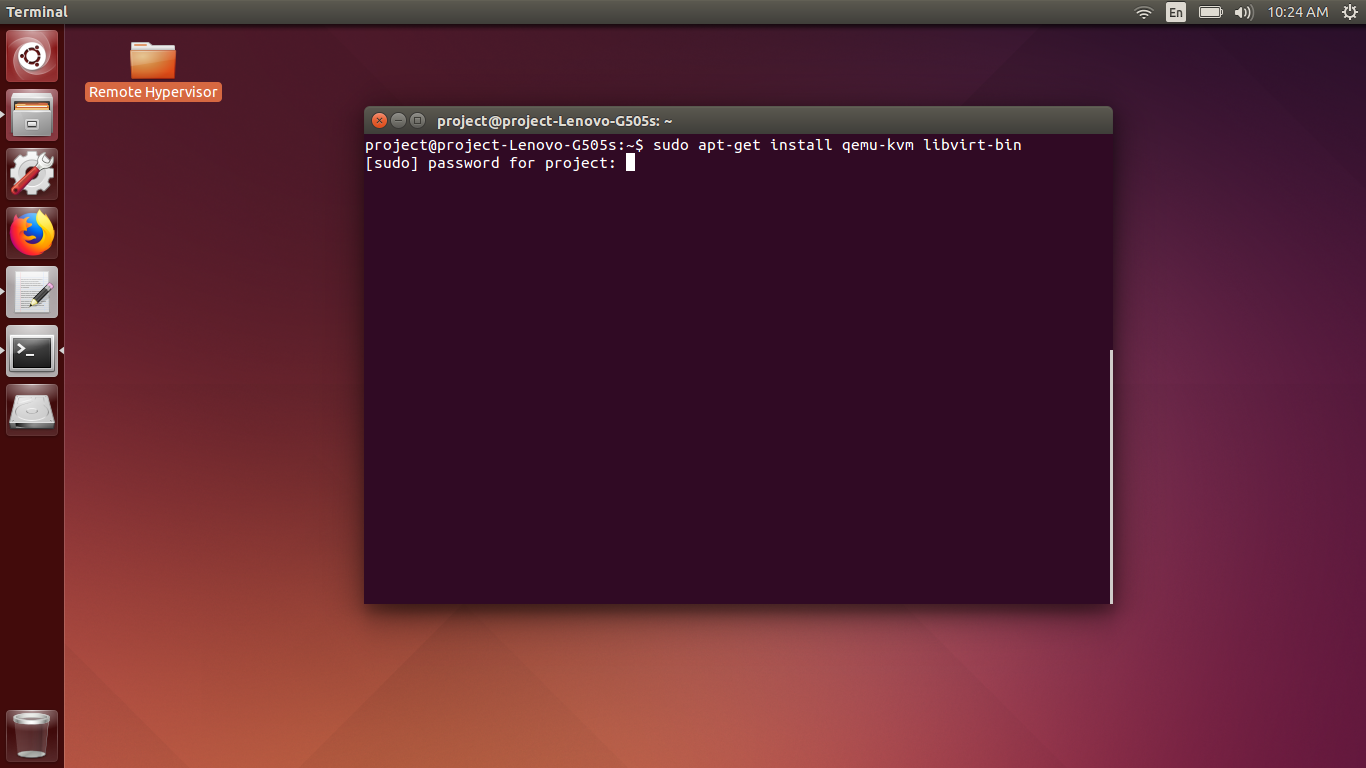 Terminal
En
10:24 AM
Remote Hypervisor
project@project-Lenovo-G505s: ~
project@project-Lenovo-G505s:~$ sudo apt-get install qemu-kvm libvirt-bin
[sudo] password for project: